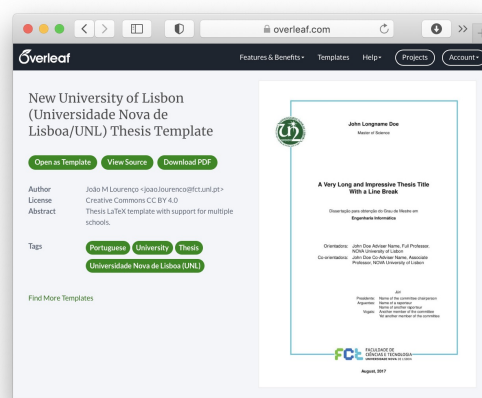 overleaf.com
Overleaf
Features & Benefits
Templates
Help
Projects
Account
New University of Lisbon
(Universidade Nova de
Lisboa/UNL) Thesis Template
Open as Template
View Source
Download PDF
Author João M Lourenço <joao.lourenco@fct.unl.pt>
License Creative Commons CC BY 4.0
Abstract Thesis LaTeX template with support for multiple
schools.
Tags Portuguese University Thesis
Universidade Nova de Lisboa (UNL)
Find More Templates
John Longname Doe
Master of Science
A Very Long and Impressive Thesis Title
With a Line Break
Dissertação para obtenção do Grau de Mestre em
Engenharia Informática
Orientadora: John Doe Adviser Name, Full Professor,
NOVA University of Lisbon
Co-orientadora: John Doe Co-Adviser Name, Associate
Professor, NOVA University of Lisbon
Júri
Presidente: Name of the committee chairperson
Arguentes: Name of a raporteur
Name of another raporteur
Vogais: Another member of the committee
Yet another member of the committee
FCT
FACULDADE DE
CIÊNCIAS E TECNOLOGIA
UNIVERSIDADE NOVA DE LISBOA
August, 2017